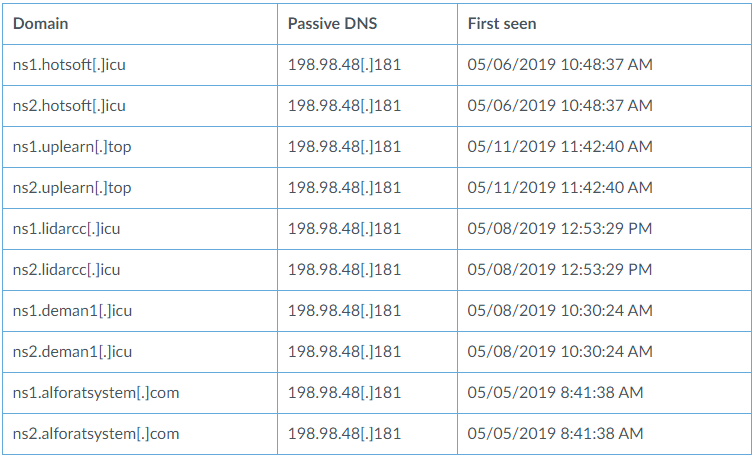 Domain Passive DNS First seen
ns1.hotsoft[.]icu 198.98.48[.]181 05/06/2019 10:48:37 AM
ns2.hotsoft[.]icu 198.98.48[.]181 05/06/2019 10:48:37 AM
ns1.uplearn[.]top 198.98.48[.]181 05/11/2019 11:42:40 AM
ns2.uplearn[.]top 198.98.48[.]181 05/11/2019 11:42:40 AM
ns1.lidarcc[.]icu 198.98.48[.]181 05/08/2019 12:53:29 PM
ns2.lidarcc[.]icu 198.98.48[.]181 05/08/2019 12:53:29 PM
ns1.deman1[.]icu 198.98.48[.]181 05/08/2019 10:30:24 AM
ns2.deman1[.]icu 198.98.48[.]181 05/08/2019 10:30:24 AM
ns1.alforatsystem[.]com 198.98.48[.]181 05/05/2019 8:41:38 AM
ns2.alforatsystem[.]com 198.98.48[.]181 05/05/2019 8:41:38 AM